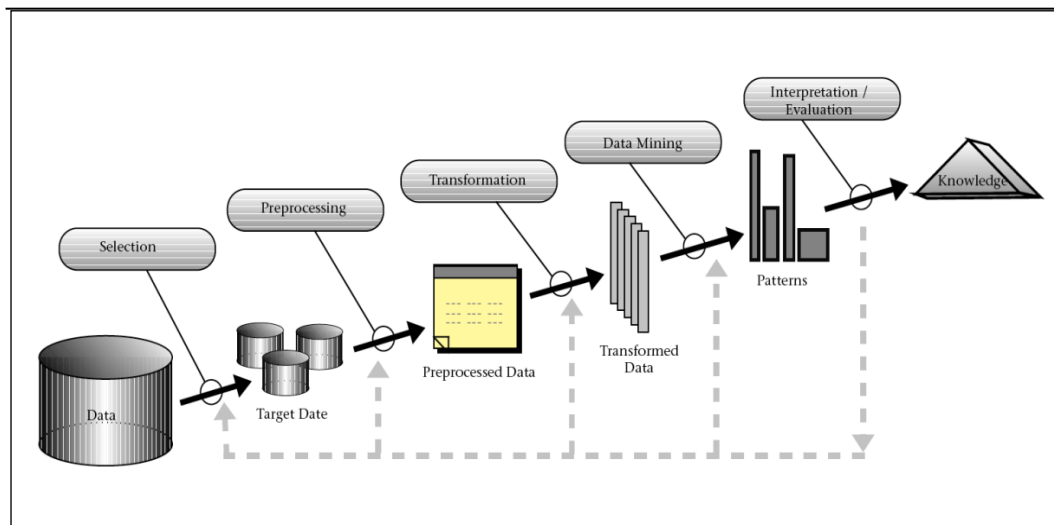 Interpretation /
Evaluation
Data Mining
Transformation
Knowledge
Preprocessing
Selection
Patterns
Transformed
Data
Preprocessed Data
Target Date
Data